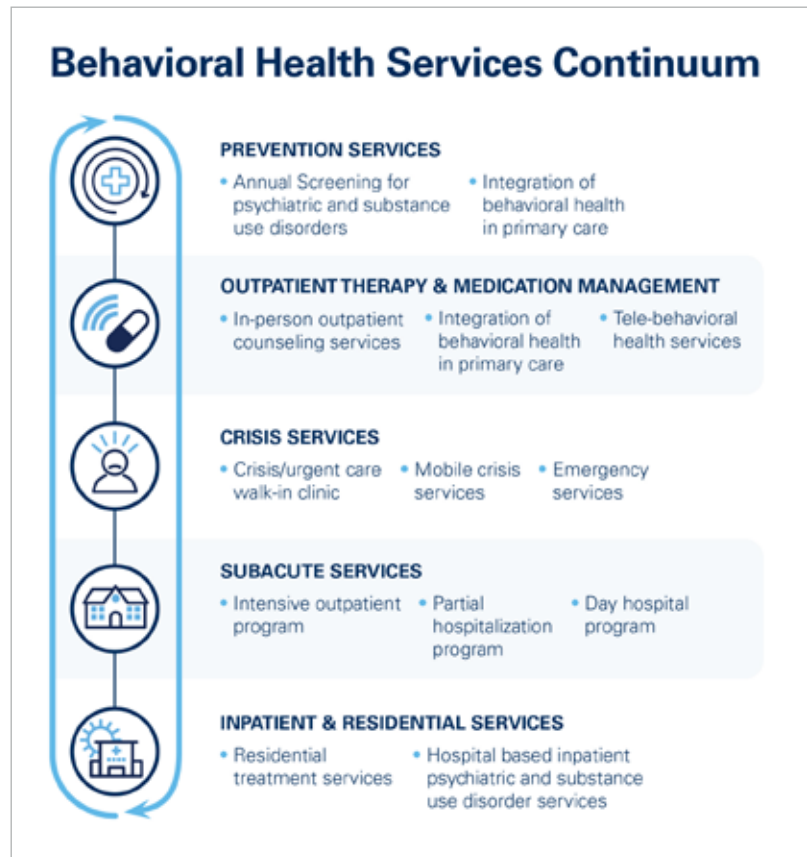 Behavioral Health Services Continuum
PREVENTION SERVICES
• Annual Screening for
psychiatric and substance
use disorders
• Integration of
behavioral health
in primary care
OUTPATIENT THERAPY & MEDICATION MANAGEMENT
• In-person outpatient
counseling services
• Integration of
behavioral health
in primary care
• Tele-behavioral
health services
CRISIS SERVICES
• Crisis/urgent care
walk-in clinic
• Mobile crisis
services
• Emergency
services
SUBACUTE SERVICES
• Intensive outpatient
program
• Partial
hospitalization
program
• Day hospital
program
INPATIENT & RESIDENTIAL SERVICES
• Residential
treatment services
• Hospital based inpatient
psychiatric and substance
use disorder services